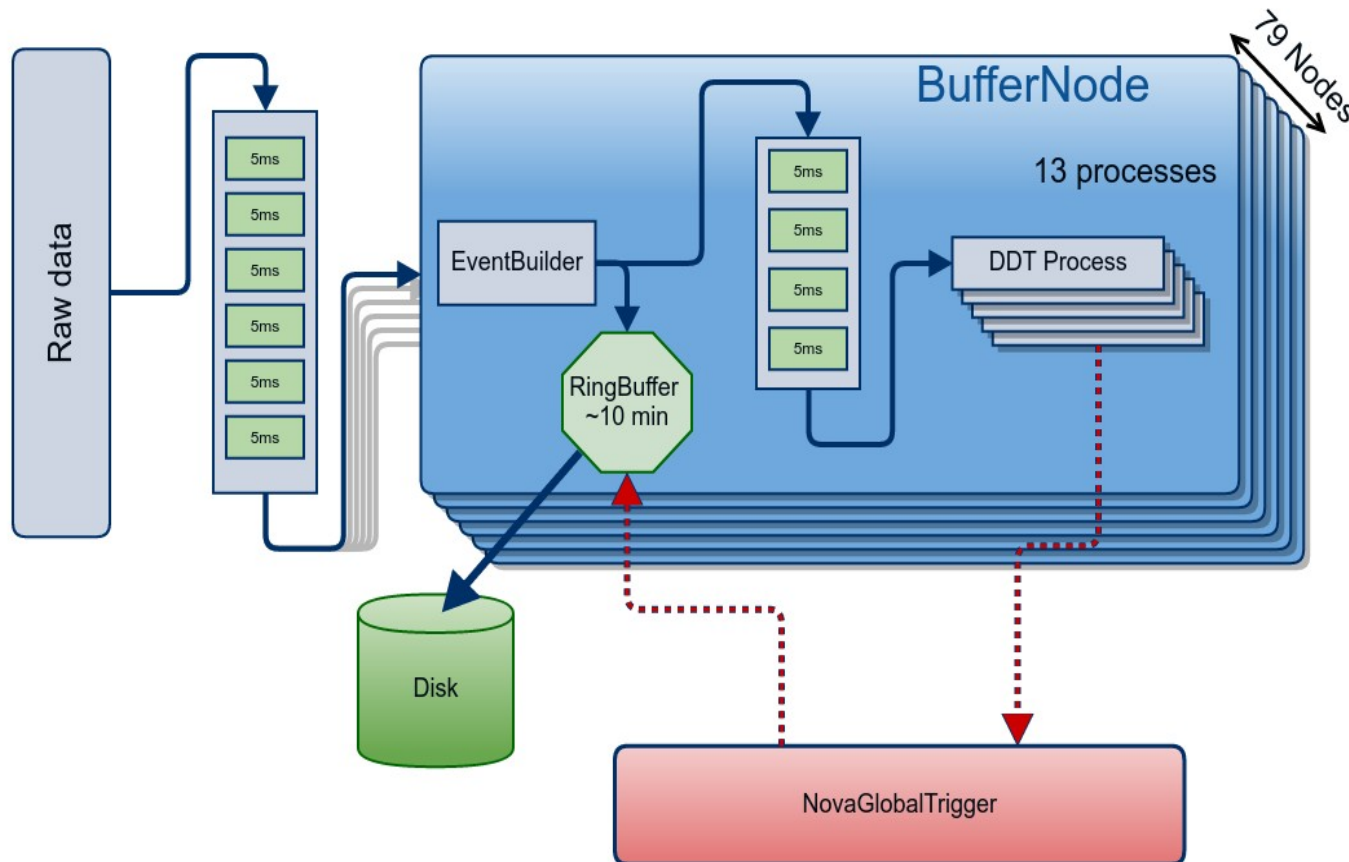 Raw data
5ms
5ms
5ms
5ms
5ms
5ms
BufferNode
79 Nodes
13 processes
EventBuilder
RingBuffer
~10 min
5ms
5ms
5ms
5ms
DDT Process
Disk
NovaGlobalTrigger